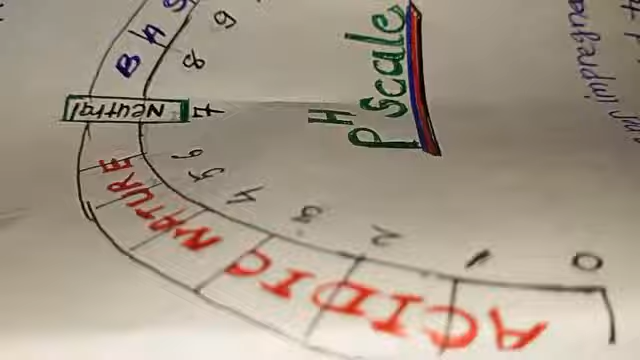 pH scale
0 1 2 3 4 5 6 7 8 9
ACIDIC NATURE
Neutral
BAS